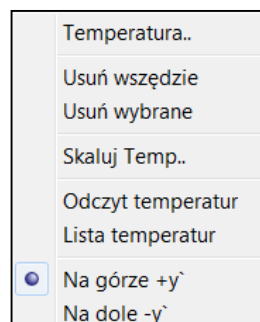 Temperatura..
Usuń wszędzie
Usuń wybrane
Skaluj Temp..
Odczyt temperatur
Lista temperatur
Na górze +y`
Na dole -y`